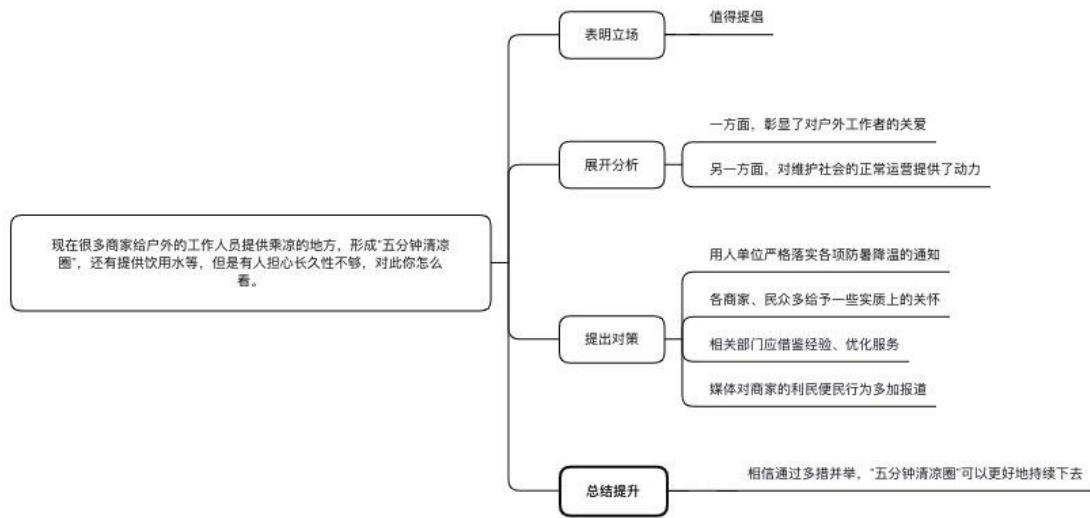 表明立场
值得提倡
展开分析
一方面，彰显了对户外工作者的关爱
另一方面，对维护社会的正常运营提供了动力
现在很多商家给户外的工作人员提供乘凉的地方，形成“五分钟清凉
圈”，还有提供饮用水等，但是有人担心长久性不够，对此你怎么
看。
提出对策
用人单位严格落实各项防暑降温的通知
各商家、民众多给予一些实质上的关怀
相关部门应借鉴经验、优化服务
媒体对商家的利民便民行为多加报道
总结提升
相信通过多措并举，“五分钟清凉圈”可以更好地持续下去